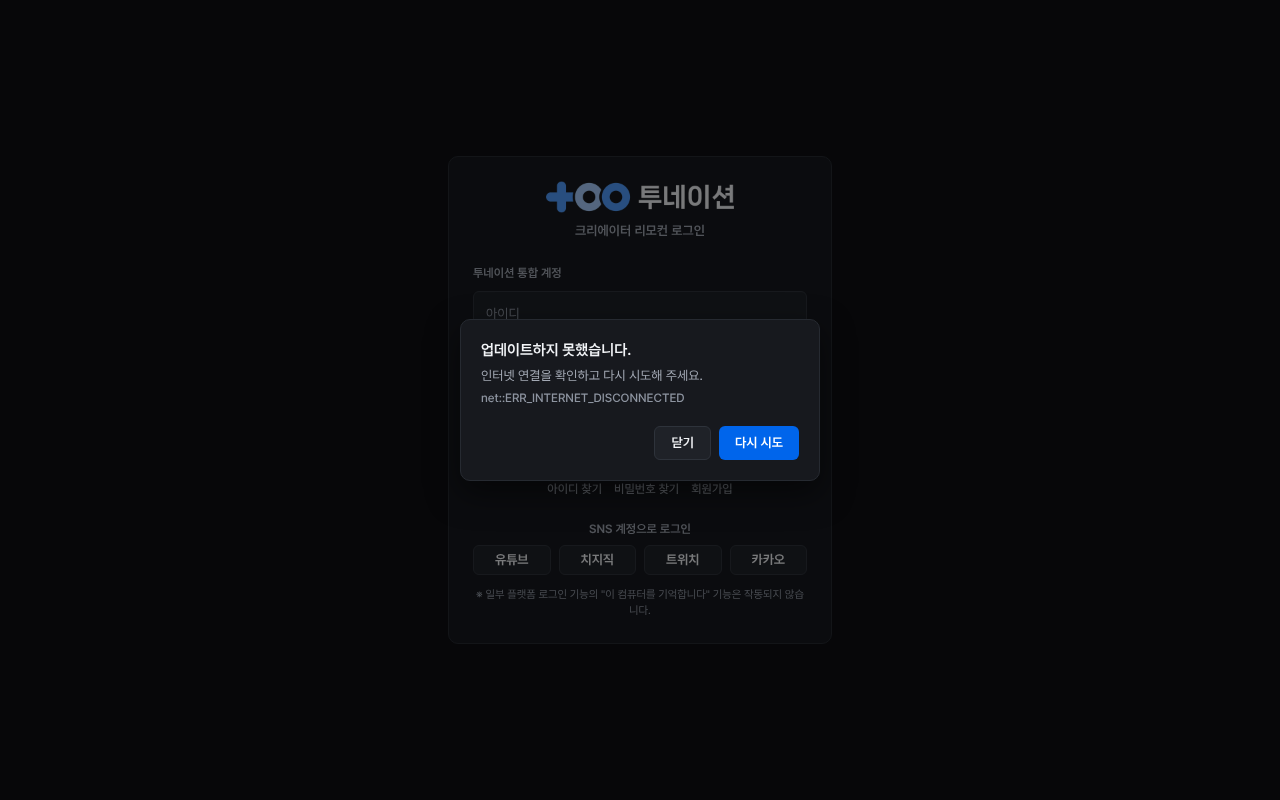 투네이션
크리에이터 리모컨 로그인
투네이션 통합 계정
아이디
업데이트하지 못했습니다.
인터넷 연결을 확인하고 다시 시도해 주세요.
net::ERR_INTERNET_DISCONNECTED
닫기 다시 시도
아이디 찾기 비밀번호 찾기 회원가입
SNS 계정으로 로그인
유튜브 치지직 트위치 카카오
※ 일부 플랫폼 로그인 기능의 "이 컴퓨터를 기억합니다" 기능은 작동되지 않습
니다.